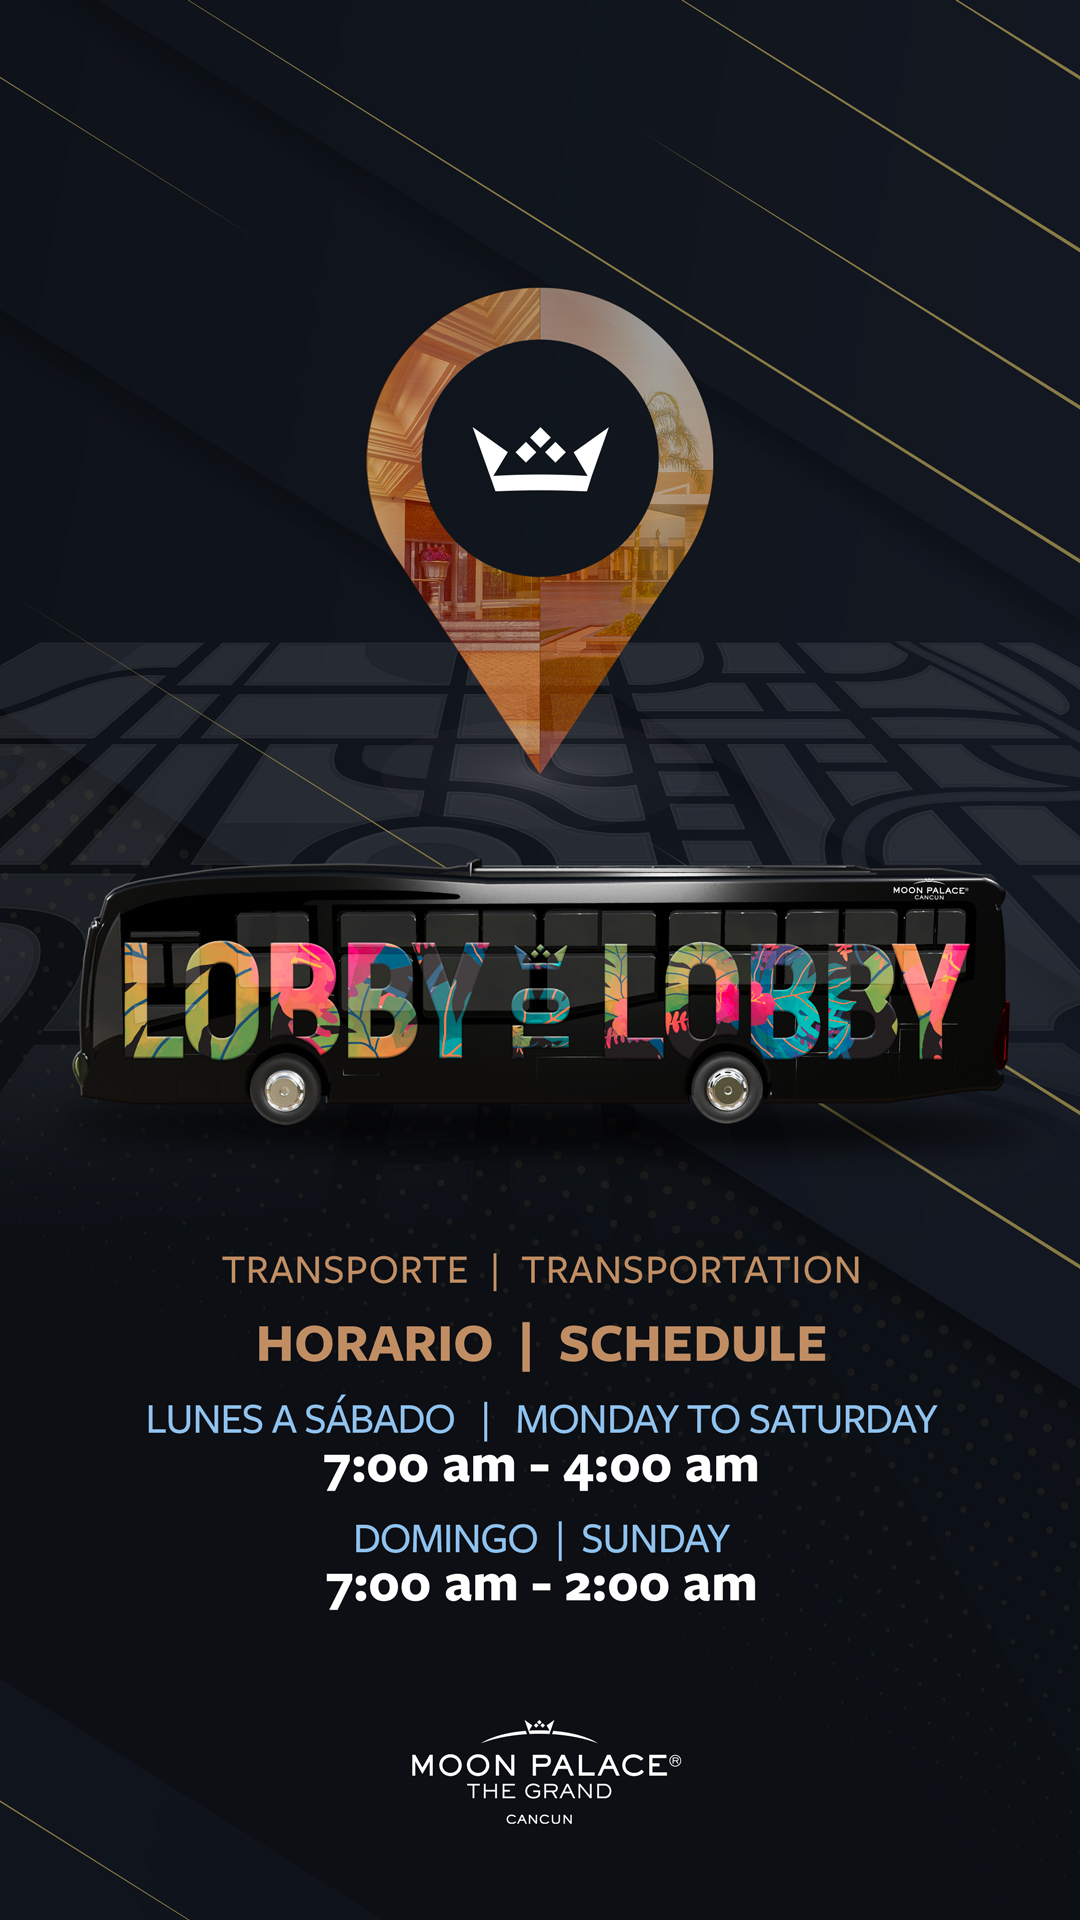 MOON PALACE®
CANCUN
LOBBY TO LOBBY
TRANSPORTE | TRANSPORTATION
HORARIO | SCHEDULE
LUNES A SÁBADO | MONDAY TO SATURDAY
7:00 am - 4:00 am
DOMINGO | SUNDAY
7:00 am - 2:00 am
MOON PALACE®
THE GRAND
CANCUN